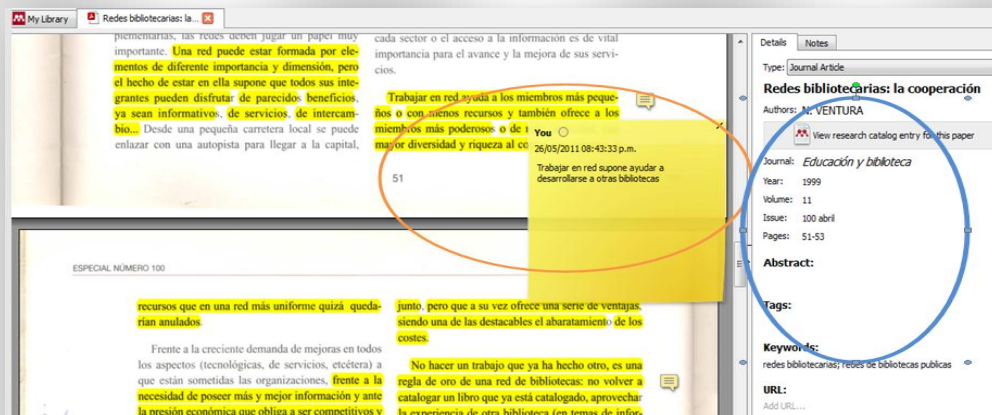 My Library
Redes bibliotecarias: la...
plementarias, las redes deben jugar un papel muy
importante. Una red puede estar formada por ele-
mentos de diferente importancia y dimensión, pero
el hecho de estar en ella supone que todos sus inte-
grantes pueden disfrutar de parecidos beneficios,
ya sean informativos, de servicios, de intercam-
bio... Desde una pequeña carretera local se puede
enlazar con una autopista para llegar a la capital,
cada sector o el acceso a la información es de vital
importancia para el avance y la mejora de sus servi-
cios.
Trabajar en red ayuda a los miembros más peque-
ños o con menos recursos y también ofrece a los
miembros más poderosos o de
mayor diversidad y riqueza al
51
You
26/05/2011 08:43:33 p.m.
Trabajar en red supone ayudar a
desarrollarse a otras bibliotecas
ESPECIAL NÚMERO 100
recursos que en una red más uniforme quizá queda-
rían anulados.
Frente a la creciente demanda de mejoras en todos
los aspectos (tecnológicas, de servicios, etcétera) a
que están sometidas las organizaciones, frente a la
necesidad de poseer más y mejor información y ante
la presión económica que obliga a ser competitivos y
junto, pero que a su vez ofrece una serie de ventajas,
siendo una de las destacables el abaratamiento de los
costes.
No hacer un trabajo que ya ha hecho otro, es una
regla de oro de una red de bibliotecas: no volver a
catalogar un libro que ya está catalogado, aprovechar
la experiencia de otra biblioteca (en temas de infor-
Details
Notes
Type: Journal Article
Redes bibliotecarias: la cooperación
Authors: N. VENTURA
View research catalog entry for this paper
Journal: Educación y biblioteca
Year: 1999
Volume: 11
Issue: 100 abril
Pages: 51-53
Abstract:
Tags:
Keywords:
redes bibliotecarias; redes de bibliotecas publicas
URL:
Add URL...